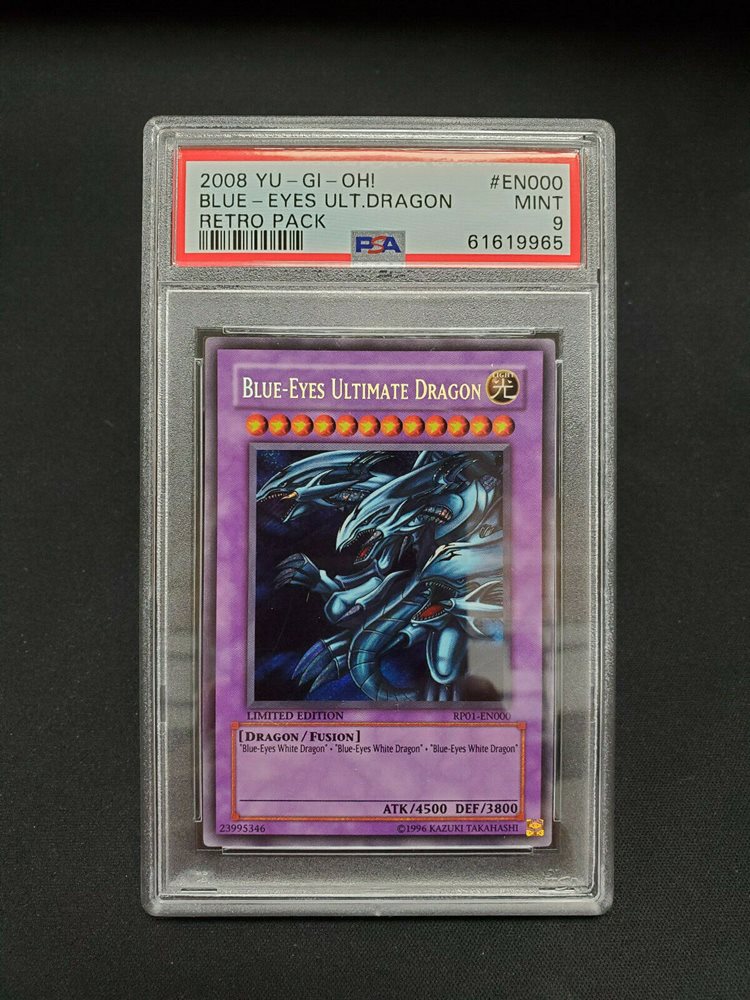 2008 YU-GI-OH! #EN000
BLUE-EYES ULT.DRAGON MINT
RETRO PACK 9
PSA 61619965
BLUE-EYES ULTIMATE DRAGON
LIGHT
光
LIMITED EDITION RP01-EN000
[DRAGON/FUSION]
"Blue-Eyes White Dragon" + "Blue-Eyes White Dragon" + "Blue-Eyes White Dragon"
ATK/4500 DEF/3800
23995346 ©1996 KAZUKI TAKAHASHI